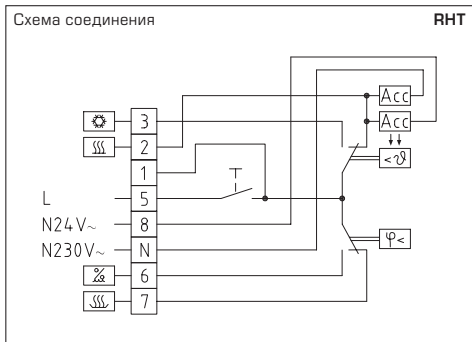 Схема соединения RHT
Acc
Acc
3
2
1
< ϑ
L 5
N24V~ 8
N230V~ N
φ<
6
7